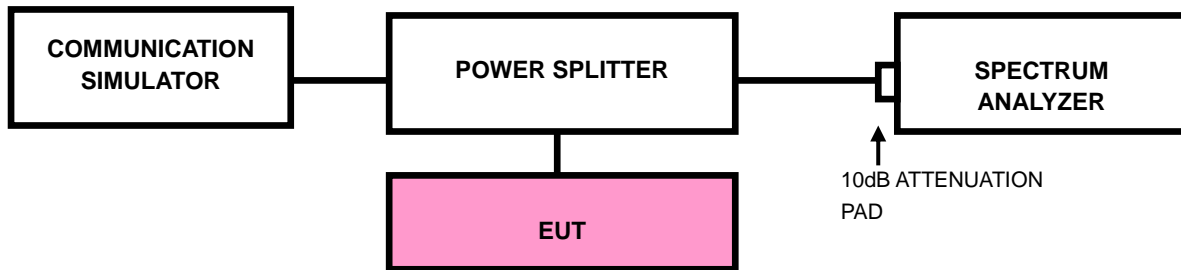 COMMUNICATION
SIMULATOR
POWER SPLITTER
SPECTRUM
ANALYZER
10dB ATTENUATION
PAD
EUT